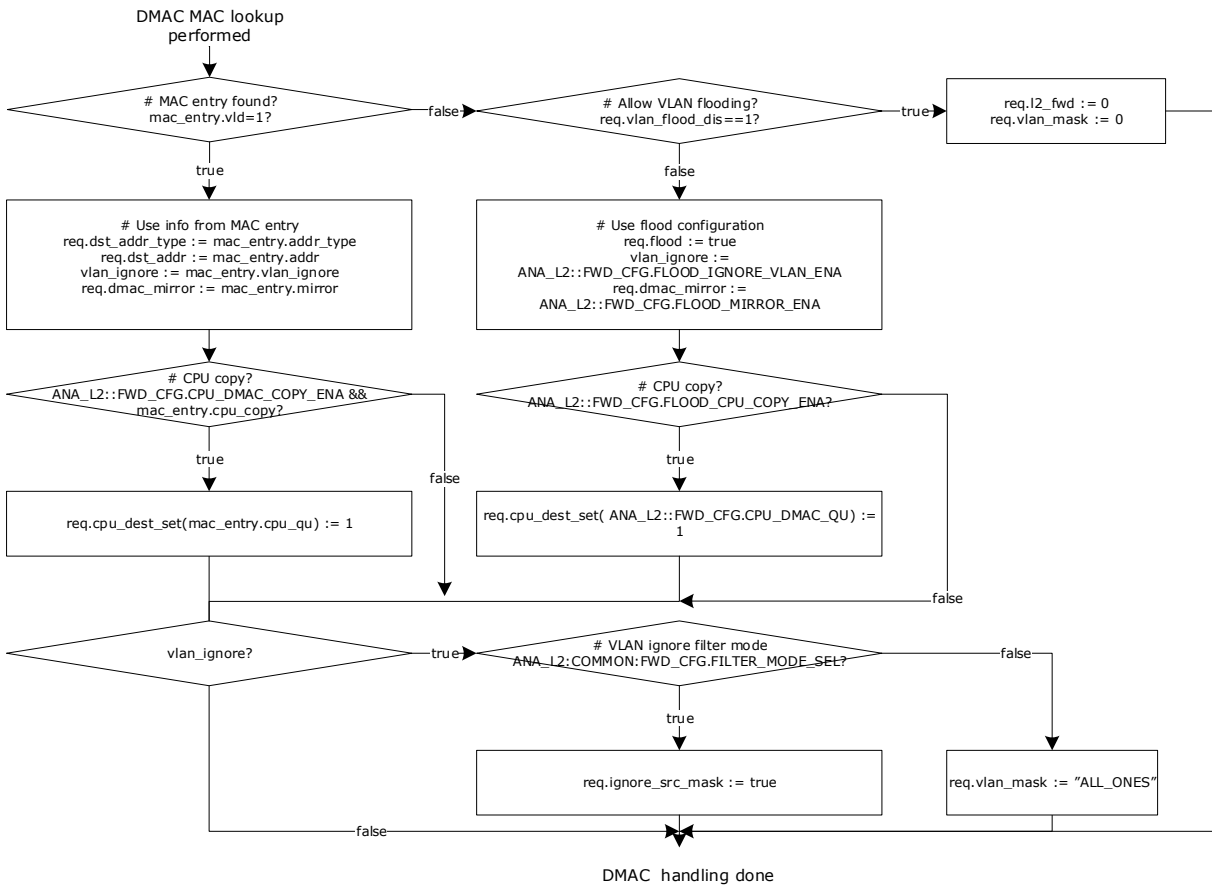 DMAC MAC lookup
performed
# MAC entry found?
mac_entry.vld=1?
false
# Allow VLAN flooding?
req.vlan_flood_dis==1?
true
req.l2_fwd := 0
req.vlan_mask := 0
true
false
# Use info from MAC entry
req.dst_addr_type := mac_entry.addr_type
req.dst_addr := mac_entry.addr
vlan_ignore := mac_entry.vlan_ignore
req.dmac_mirror := mac_entry.mirror
# Use flood configuration
req.flood := true
vlan_ignore :=
ANA_L2::FWD_CFG.FLOOD_IGNORE_VLAN_ENA
req.dmac_mirror :=
ANA_L2::FWD_CFG.FLOOD_MIRROR_ENA
# CPU copy?
ANA_L2::FWD_CFG.CPU_DMAC_COPY_ENA &&
mac_entry.cpu_copy?
# CPU copy?
ANA_L2::FWD_CFG.FLOOD_CPU_COPY_ENA?
true
false
true
req.cpu_dest_set(mac_entry.cpu_qu) := 1
req.cpu_dest_set( ANA_L2::FWD_CFG.CPU_DMAC_QU) :=
1
false
vlan_ignore?
true
# VLAN ignore filter mode
ANA_L2:COMMON:FWD_CFG.FILTER_MODE_SEL?
false
true
req.ignore_src_mask := true
req.vlan_mask := ”ALL_ONES”
false
DMAC handling done